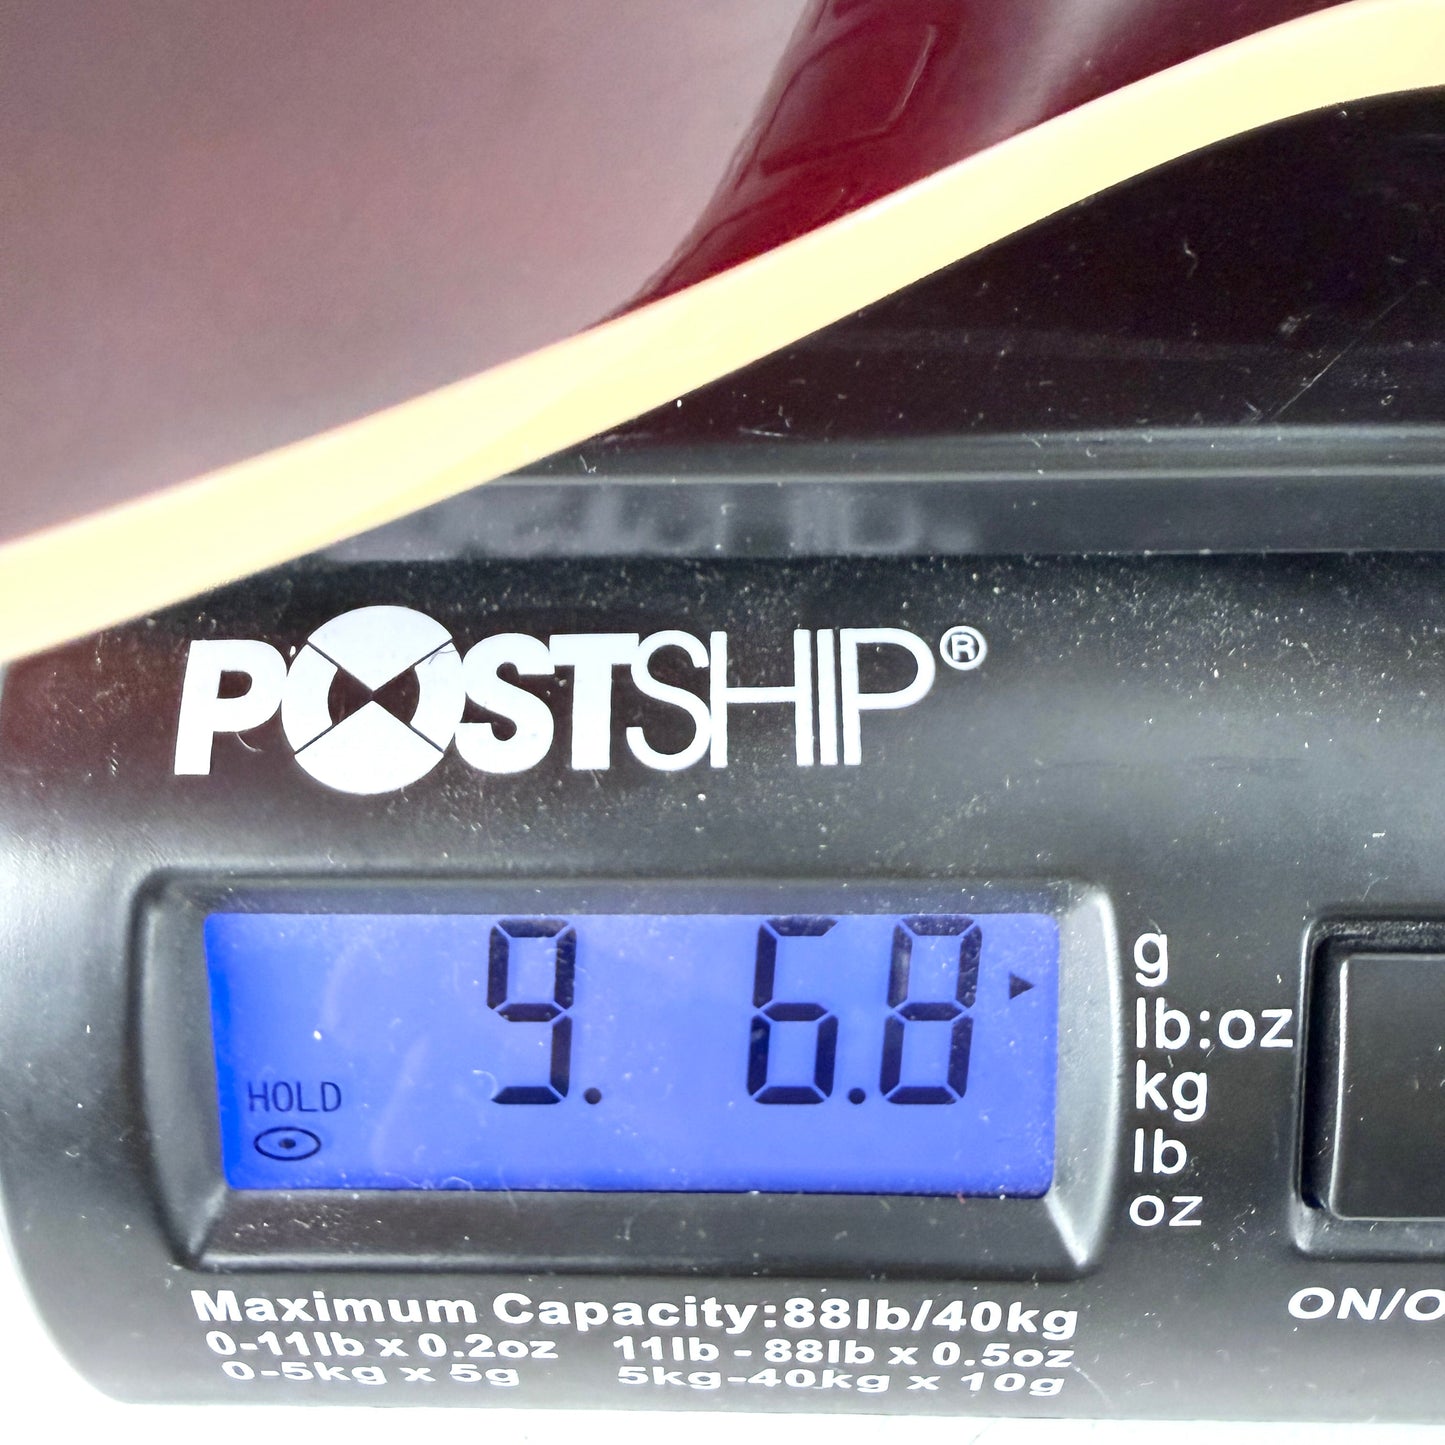 POSTSHIP®
9. 6.8
HOLD
g
lb:oz
kg
lb
oz
ON/O
Maximum Capacity:88lb/40kg
0-11lb x 0.2oz 11lb - 88lb x 0.5oz
0-5kg x 5g 5kg-40kg x 10g